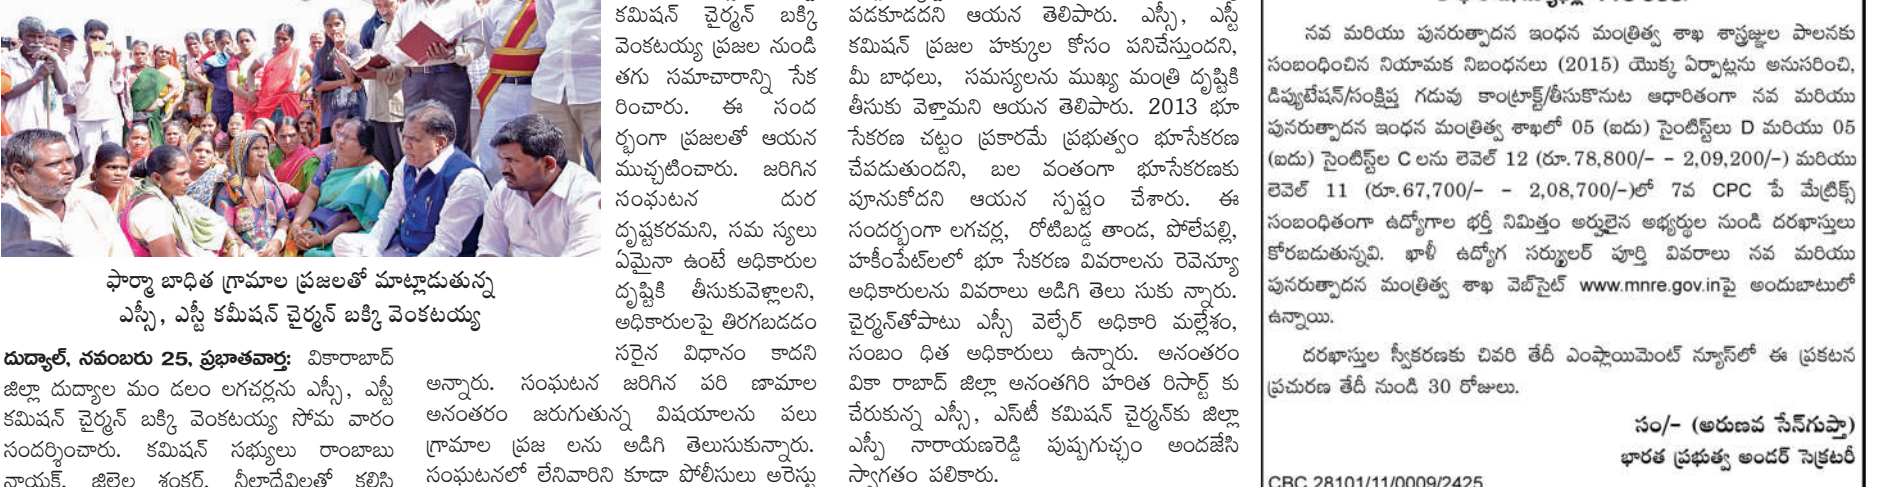 ఫార్మా బాధిత గ్రామాల ప్రజలతో మాట్లాడుతున్న
ఎస్సీ, ఎస్టీ కమీషన్ చైర్మన్ బక్కి వెంకటయ్య
దుద్యాల్, నవంబరు 25, ప్రభాతవార్త: వికారాబాద్
జిల్లా దుద్యాల మం డలం లగచర్లను ఎస్సీ, ఎస్టీ
కమిషన్ చైర్మన్ బక్కి వెంకటయ్య సోమ వారం
సందర్శించారు. కమిషన్ సభ్యులు రాంబాబు
నాయక్, జిల్లెల శంకర్, నీలాదేవిలతో కలిసి
కమిషన్ చైర్మన్ బక్కి
వెంకటయ్య ప్రజల నుండి
తగు సమాచారాన్ని సేక
రించారు. ఈ సంద
ర్భంగా ప్రజలతో ఆయన
ముచ్చటించారు. జరిగిన
సంఘటన దుర
దృష్టకరమని, సమ స్యలు
ఏమైనా ఉంటే అధికారుల
దృష్టికి తీసుకువెళ్లాలని,
అధికారులపై తిరగబడడం
సరైన విధానం కాదని
అన్నారు. సంఘటన జరిగిన పరి ణామాల
అనంతరం జరుగుతున్న విషయాలను పలు
గ్రామాల ప్రజ లను అడిగి తెలుసుకున్నారు.
సంఘటనలో లేనివారిని కూడా పోలీసులు అరెస్టు
పడకూడదని ఆయన తెలిపారు. ఎస్సీ, ఎస్టీ
కమిషన్ ప్రజల హక్కుల కోసం పనిచేస్తుందని,
మీ బాధలు, సమస్యలను ముఖ్య మంత్రి దృష్టికి
తీసుకు వెళ్తామని ఆయన తెలిపారు. 2013 భూ
సేకరణ చట్టం ప్రకారమే ప్రభుత్వం భూసేకరణ
చేపడుతుందని, బల వంతంగా భూసేకరణకు
పూనుకోదని ఆయన స్పష్టం చేశారు. ఈ
సందర్భంగా లగచర్ల, రోటిబడ్డ తాండ, పోలేపల్లి,
హకీంపేట్‌లలో భూ సేకరణ వివరాలను రెవెన్యూ
అధికారులను వివరాలు అడిగి తెలు సుకు న్నారు.
చైర్మన్‌తోపాటు ఎస్సీ వెల్ఫేర్ అధికారి మల్లేశం,
సంబం ధిత అధికారులు ఉన్నారు. అనంతరం
వికా రాబాద్ జిల్లా అనంతగిరి హరిత రిసార్ట్ కు
చేరుకున్న ఎస్సీ, ఎస్‌టీ కమిషన్ చైర్మన్‌కు జిల్లా
ఎస్పీ నారాయణరెడ్డి పుష్పగుచ్ఛం అందజేసి
స్వాగతం పలికారు.
నవ మరియు పునరుత్పాదన ఇంధన మంత్రిత్వ శాఖ శాస్త్రజ్ఞుల పాలనకు
సంబంధించిన నియామక నిబంధనలు (2015) యొక్క ఏర్పాట్లను అనుసరించి,
డిప్యుటేషన్/సంక్షిప్త గడువు కాంట్రాక్ట్/తీసుకొనుట ఆధారితంగా నవ మరియు
పునరుత్పాదన ఇంధన మంత్రిత్వ శాఖలో 05 (ఐదు) సైంటిస్ట్‌లు D మరియు 05
(ఐదు) సైంటిస్ట్‌ల C లను లెవెల్ 12 (రూ.78,800/- - 2,09,200/-) మరియు
లెవెల్ 11 (రూ.67,700/- - 2,08,700/-)లో 7వ CPC పే మేట్రిక్స్
సంబంధితంగా ఉద్యోగాల భర్తీ నిమిత్తం అర్హులైన అభ్యర్థుల నుండి దరఖాస్తులు
కోరబడుతున్నవి. ఖాళీ ఉద్యోగ సర్క్యులర్ పూర్తి వివరాలు నవ మరియు
పునరుత్పాదన మంత్రిత్వ శాఖ వెబ్‌సైట్ www.mnre.gov.inపై అందుబాటులో
ఉన్నాయి.
దరఖాస్తుల స్వీకరణకు చివరి తేదీ ఎంప్లాయిమెంట్ న్యూస్‌లో ఈ ప్రకటన
ప్రచురణ తేదీ నుండి 30 రోజులు.
సం/- (అరుణవ సేన్‌గుప్తా)
భారత ప్రభుత్వ అండర్ సెక్రటరీ
CBC 28101/11/0009/2425